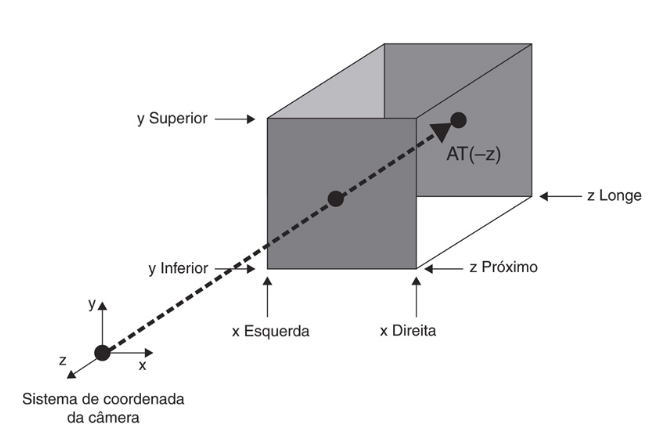 y Superior
AT(–z)
z Longe
y Inferior
z Próximo
x Esquerda
x Direita
y
z
x
Sistema de coordenada
da câmera